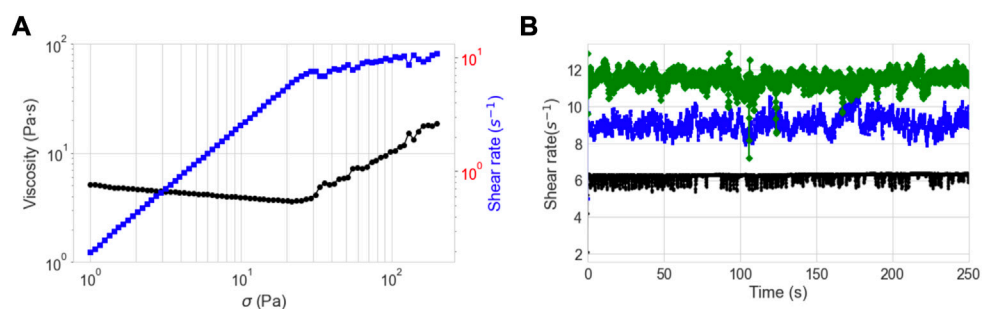 A
B
Viscosity (Pa·s)
10²
10¹
10⁰
10⁰
10¹
10²
σ (Pa)
10¹
10⁰
Shear rate (s⁻¹)
Shear rate(s⁻¹)
12
10
8
6
4
2
0
50
100
150
200
250
Time (s)